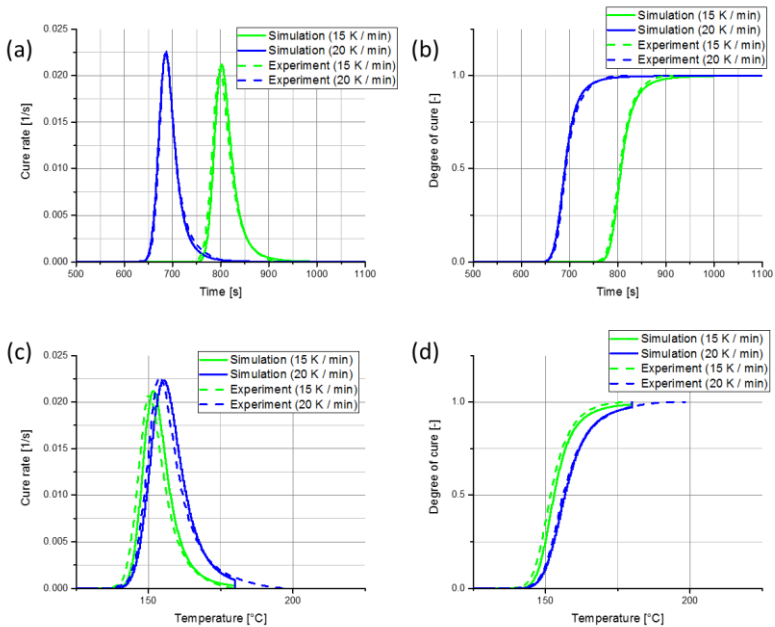 (a)
Simulation (15 K / min)
Simulation (20 K / min)
Experiment (15 K / min)
Experiment (20 K / min)
Cure rate [1/s]
0.025
0.020
0.015
0.010
0.005
0.000
500 600 700 800 900 1000 1100
Time [s]
(b)
Simulation (15 K / min)
Simulation (20 K / min)
Experiment (15 K / min)
Experiment (20 K / min)
Degree of cure [-]
1.0
0.5
0.0
500 600 700 800 900 1000 1100
Time [s]
(c)
Simulation (15 K / min)
Simulation (20 K / min)
Experiment (15 K / min)
Experiment (20 K / min)
Cure rate [1/s]
0.025
0.020
0.015
0.010
0.005
0.000
150 200
Temperature [°C]
(d)
Simulation (15 K / min)
Simulation (20 K / min)
Experiment (15 K / min)
Experiment (20 K / min)
Degree of cure [-]
1.0
0.5
0.0
150 200
Temperature [°C]